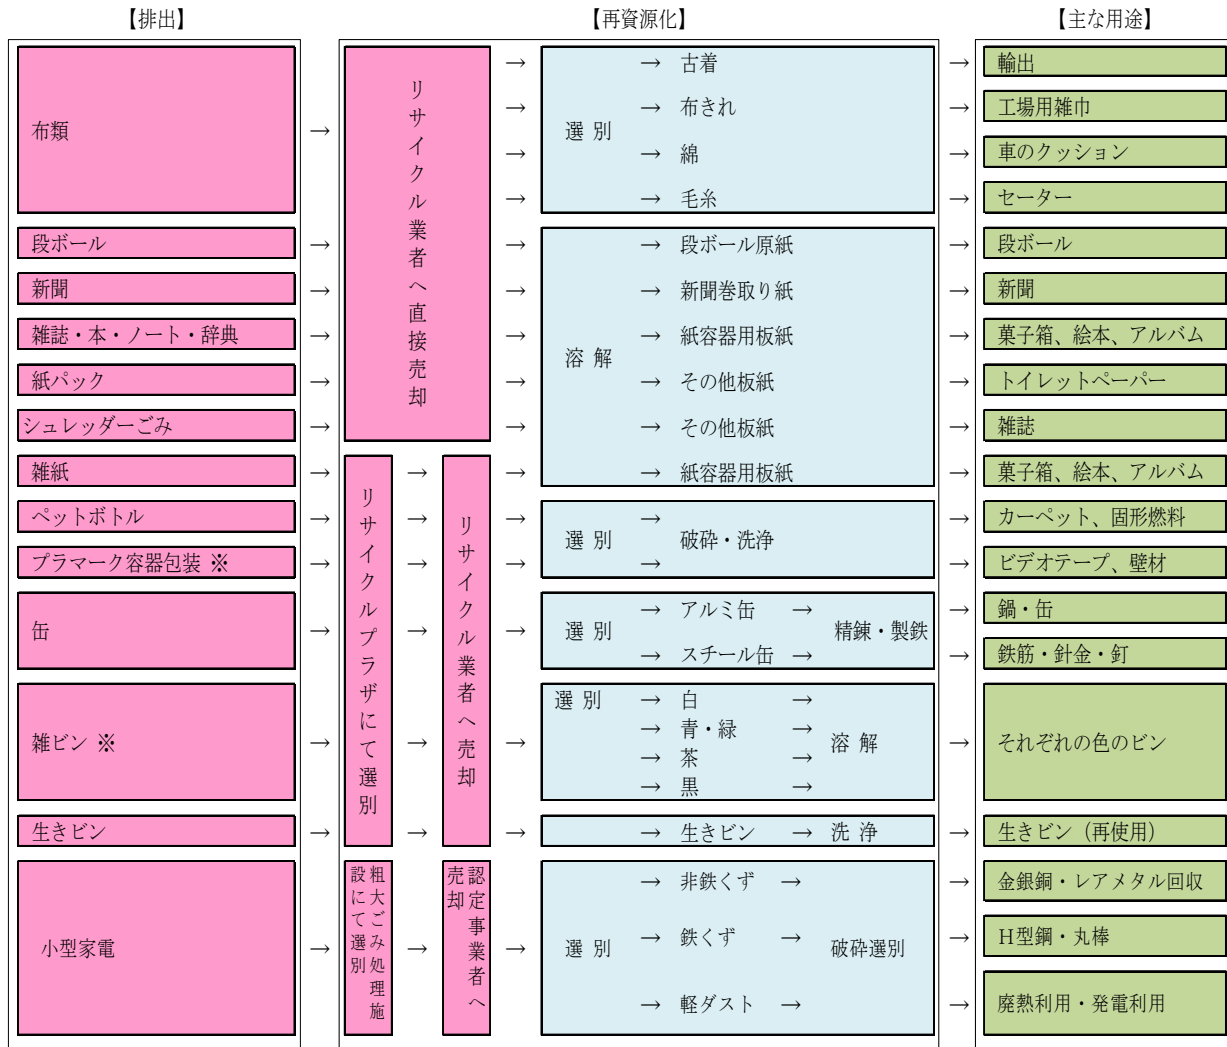 【排出】
【再資源化】
【主な用途】
布類
→
リサイクル業者へ直接売却
→
選 別
→ 古着
→
輸出
→
→ 布きれ
→
工場用雑巾
→
→ 綿
→
車のクッション
→
→ 毛糸
→
セーター
段ボール
→
→
溶 解
→ 段ボール原紙
→
段ボール
新聞
→
→
→ 新聞巻取り紙
→
新聞
雑誌・本・ノート・辞典
→
→
→ 紙容器用板紙
→
菓子箱、絵本、アルバム
紙パック
→
→
→ その他板紙
→
トイレットペーパー
シュレッダーごみ
→
→
→ その他板紙
→
雑誌
雑紙
→
リサイクルプラザにて選別
→
リサイクル業者へ売却
→
→ 紙容器用板紙
→
菓子箱、絵本、アルバム
ペットボトル
→
→
→
選 別
→
破砕・洗浄
→
カーペット、固形燃料
プラマーク容器包装 ※
→
→
→
→
→
ビデオテープ、壁材
缶
→
→
→
選 別
→ アルミ缶 →
→ スチール缶 →
精錬・製鉄
→
鍋・缶
→
鉄筋・針金・釘
雑ビン ※
→
→
→
選 別
→ 白 →
→ 青・緑 →
→ 茶 →
→ 黒 →
溶 解
→
それぞれの色のビン
生きビン
→
→
→
→ 生きビン → 洗 浄
→
生きビン（再使用）
小型家電
→
粗大ごみ処理施
設にて選別
→
認定事業者へ
売却
→
選 別
→ 非鉄くず →
→ 鉄くず →
→ 軽ダスト →
破砕選別
→
金銀銅・レアメタル回収
→
Ｈ型鋼・丸棒
→
廃熱利用・発電利用